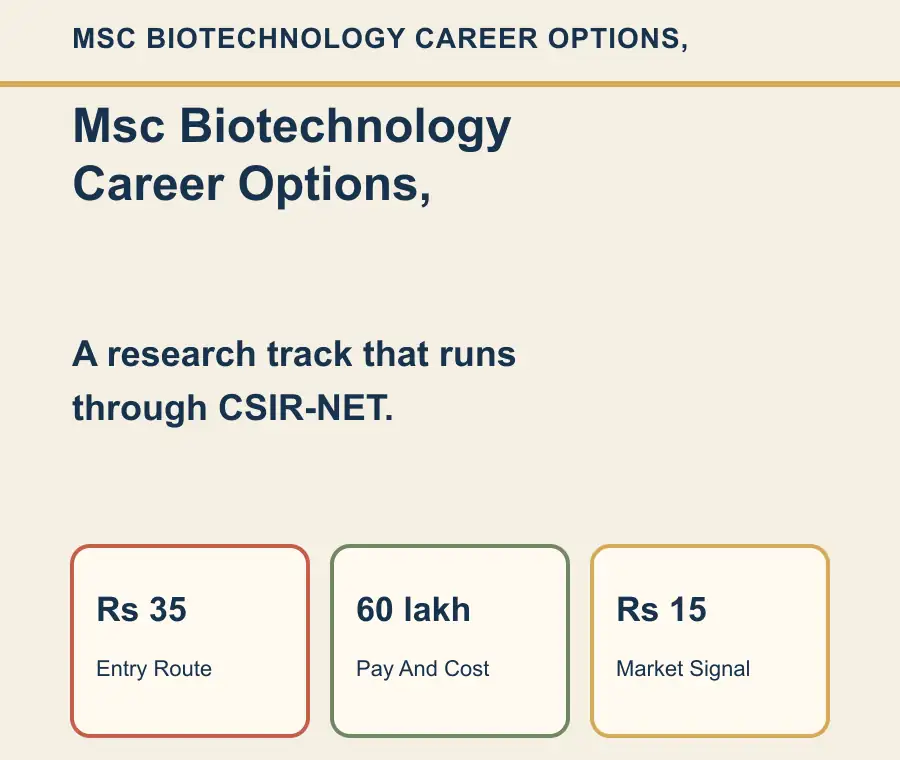 MSC BIOTECHNOLOGY CAREER OPTIONS,
Msc Biotechnology
Career Options,
A research track that runs
through CSIR-NET.
Rs 35
Entry Route
60 lakh
Pay And Cost
Rs 15
Market Signal